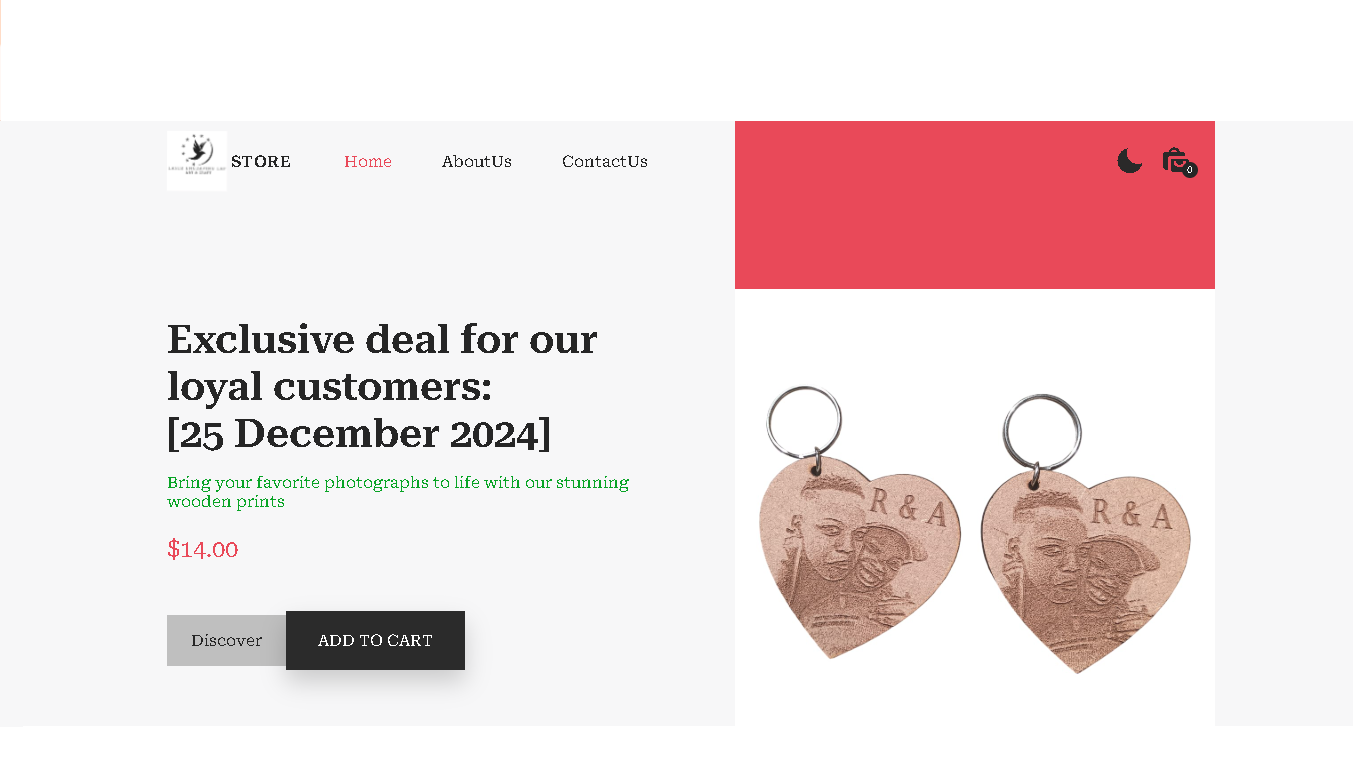 STORE
Home
AboutUs
ContactUs
0
Exclusive deal for our
loyal customers:
[25 December 2024]
Bring your favorite photographs to life with our stunning
wooden prints
$14.00
Discover
ADD TO CART
R & A
R & A